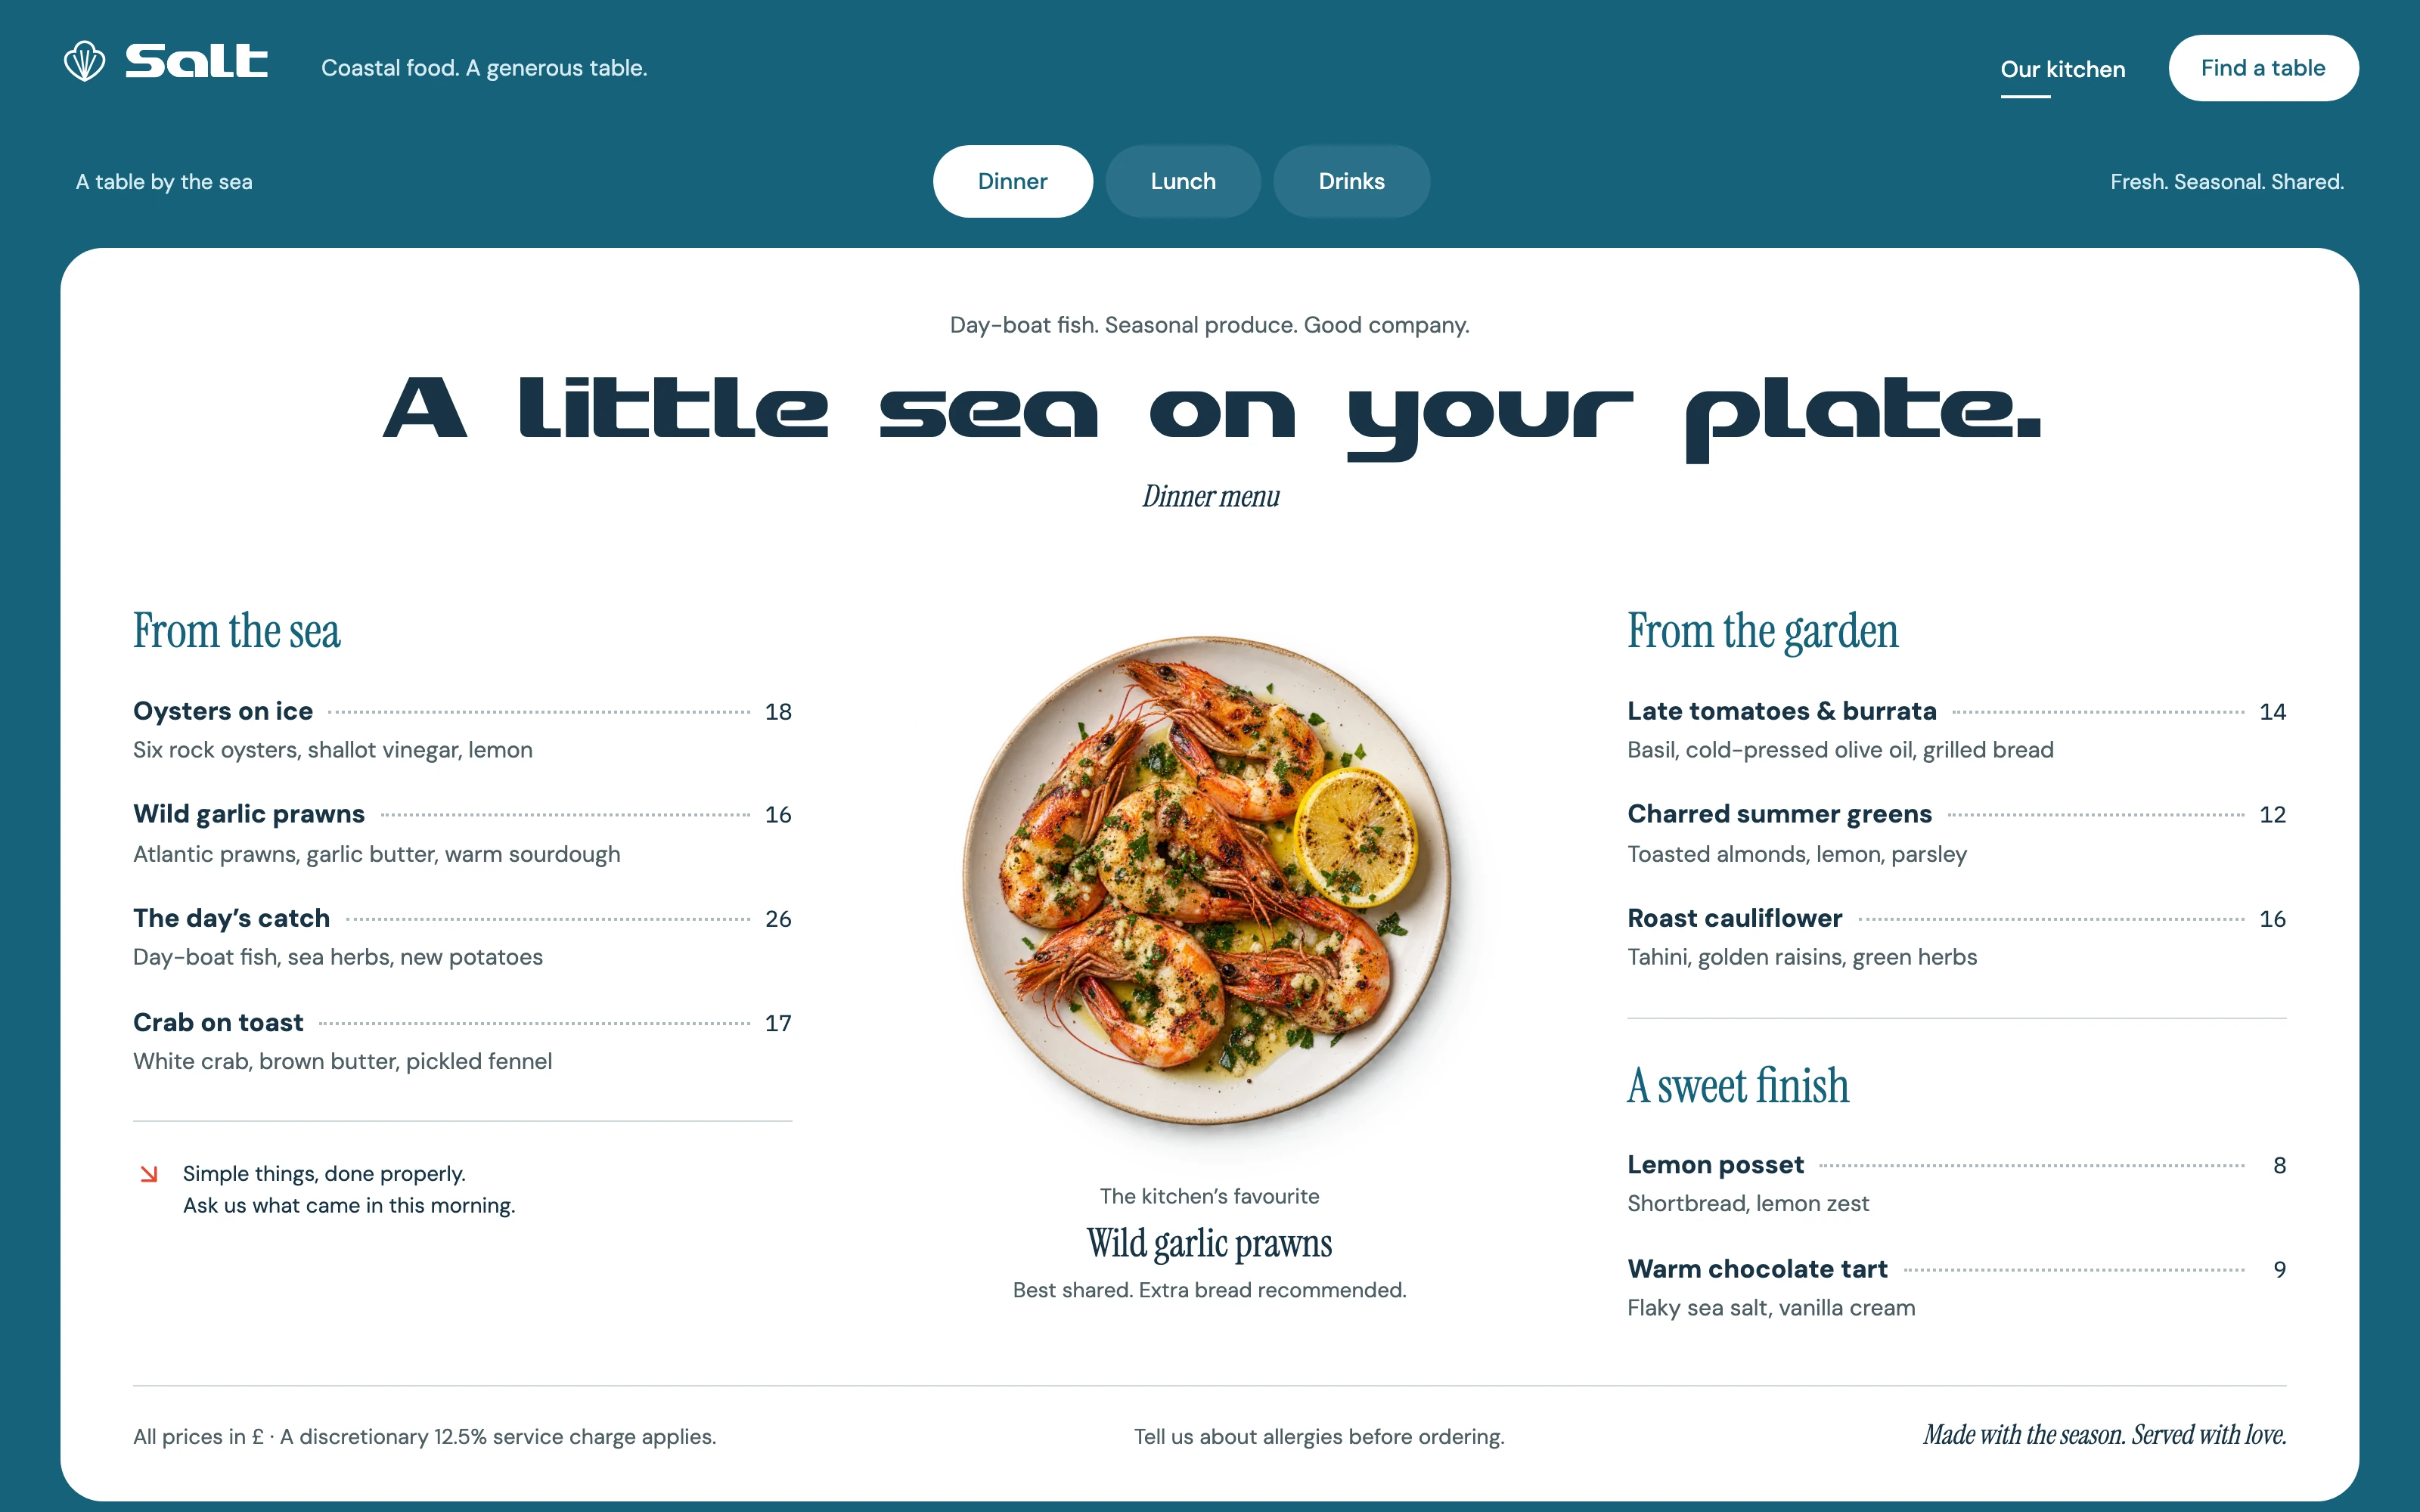 Salt
Coastal food. A generous table.
Our kitchen
Find a table
A table by the sea
Dinner
Lunch
Drinks
Fresh. Seasonal. Shared.
Day-boat fish. Seasonal produce. Good company.
A little sea on your plate.
Dinner menu
From the sea
Oysters on ice 18
Six rock oysters, shallot vinegar, lemon
Wild garlic prawns 16
Atlantic prawns, garlic butter, warm sourdough
The day’s catch 26
Day-boat fish, sea herbs, new potatoes
Crab on toast 17
White crab, brown butter, pickled fennel
Simple things, done properly.
Ask us what came in this morning.
The kitchen’s favourite
Wild garlic prawns
Best shared. Extra bread recommended.
From the garden
Late tomatoes & burrata 14
Basil, cold-pressed olive oil, grilled bread
Charred summer greens 12
Toasted almonds, lemon, parsley
Roast cauliflower 16
Tahini, golden raisins, green herbs
A sweet finish
Lemon posset 8
Shortbread, lemon zest
Warm chocolate tart 9
Flaky sea salt, vanilla cream
All prices in £ · A discretionary 12.5% service charge applies.
Tell us about allergies before ordering.
Made with the season. Served with love.